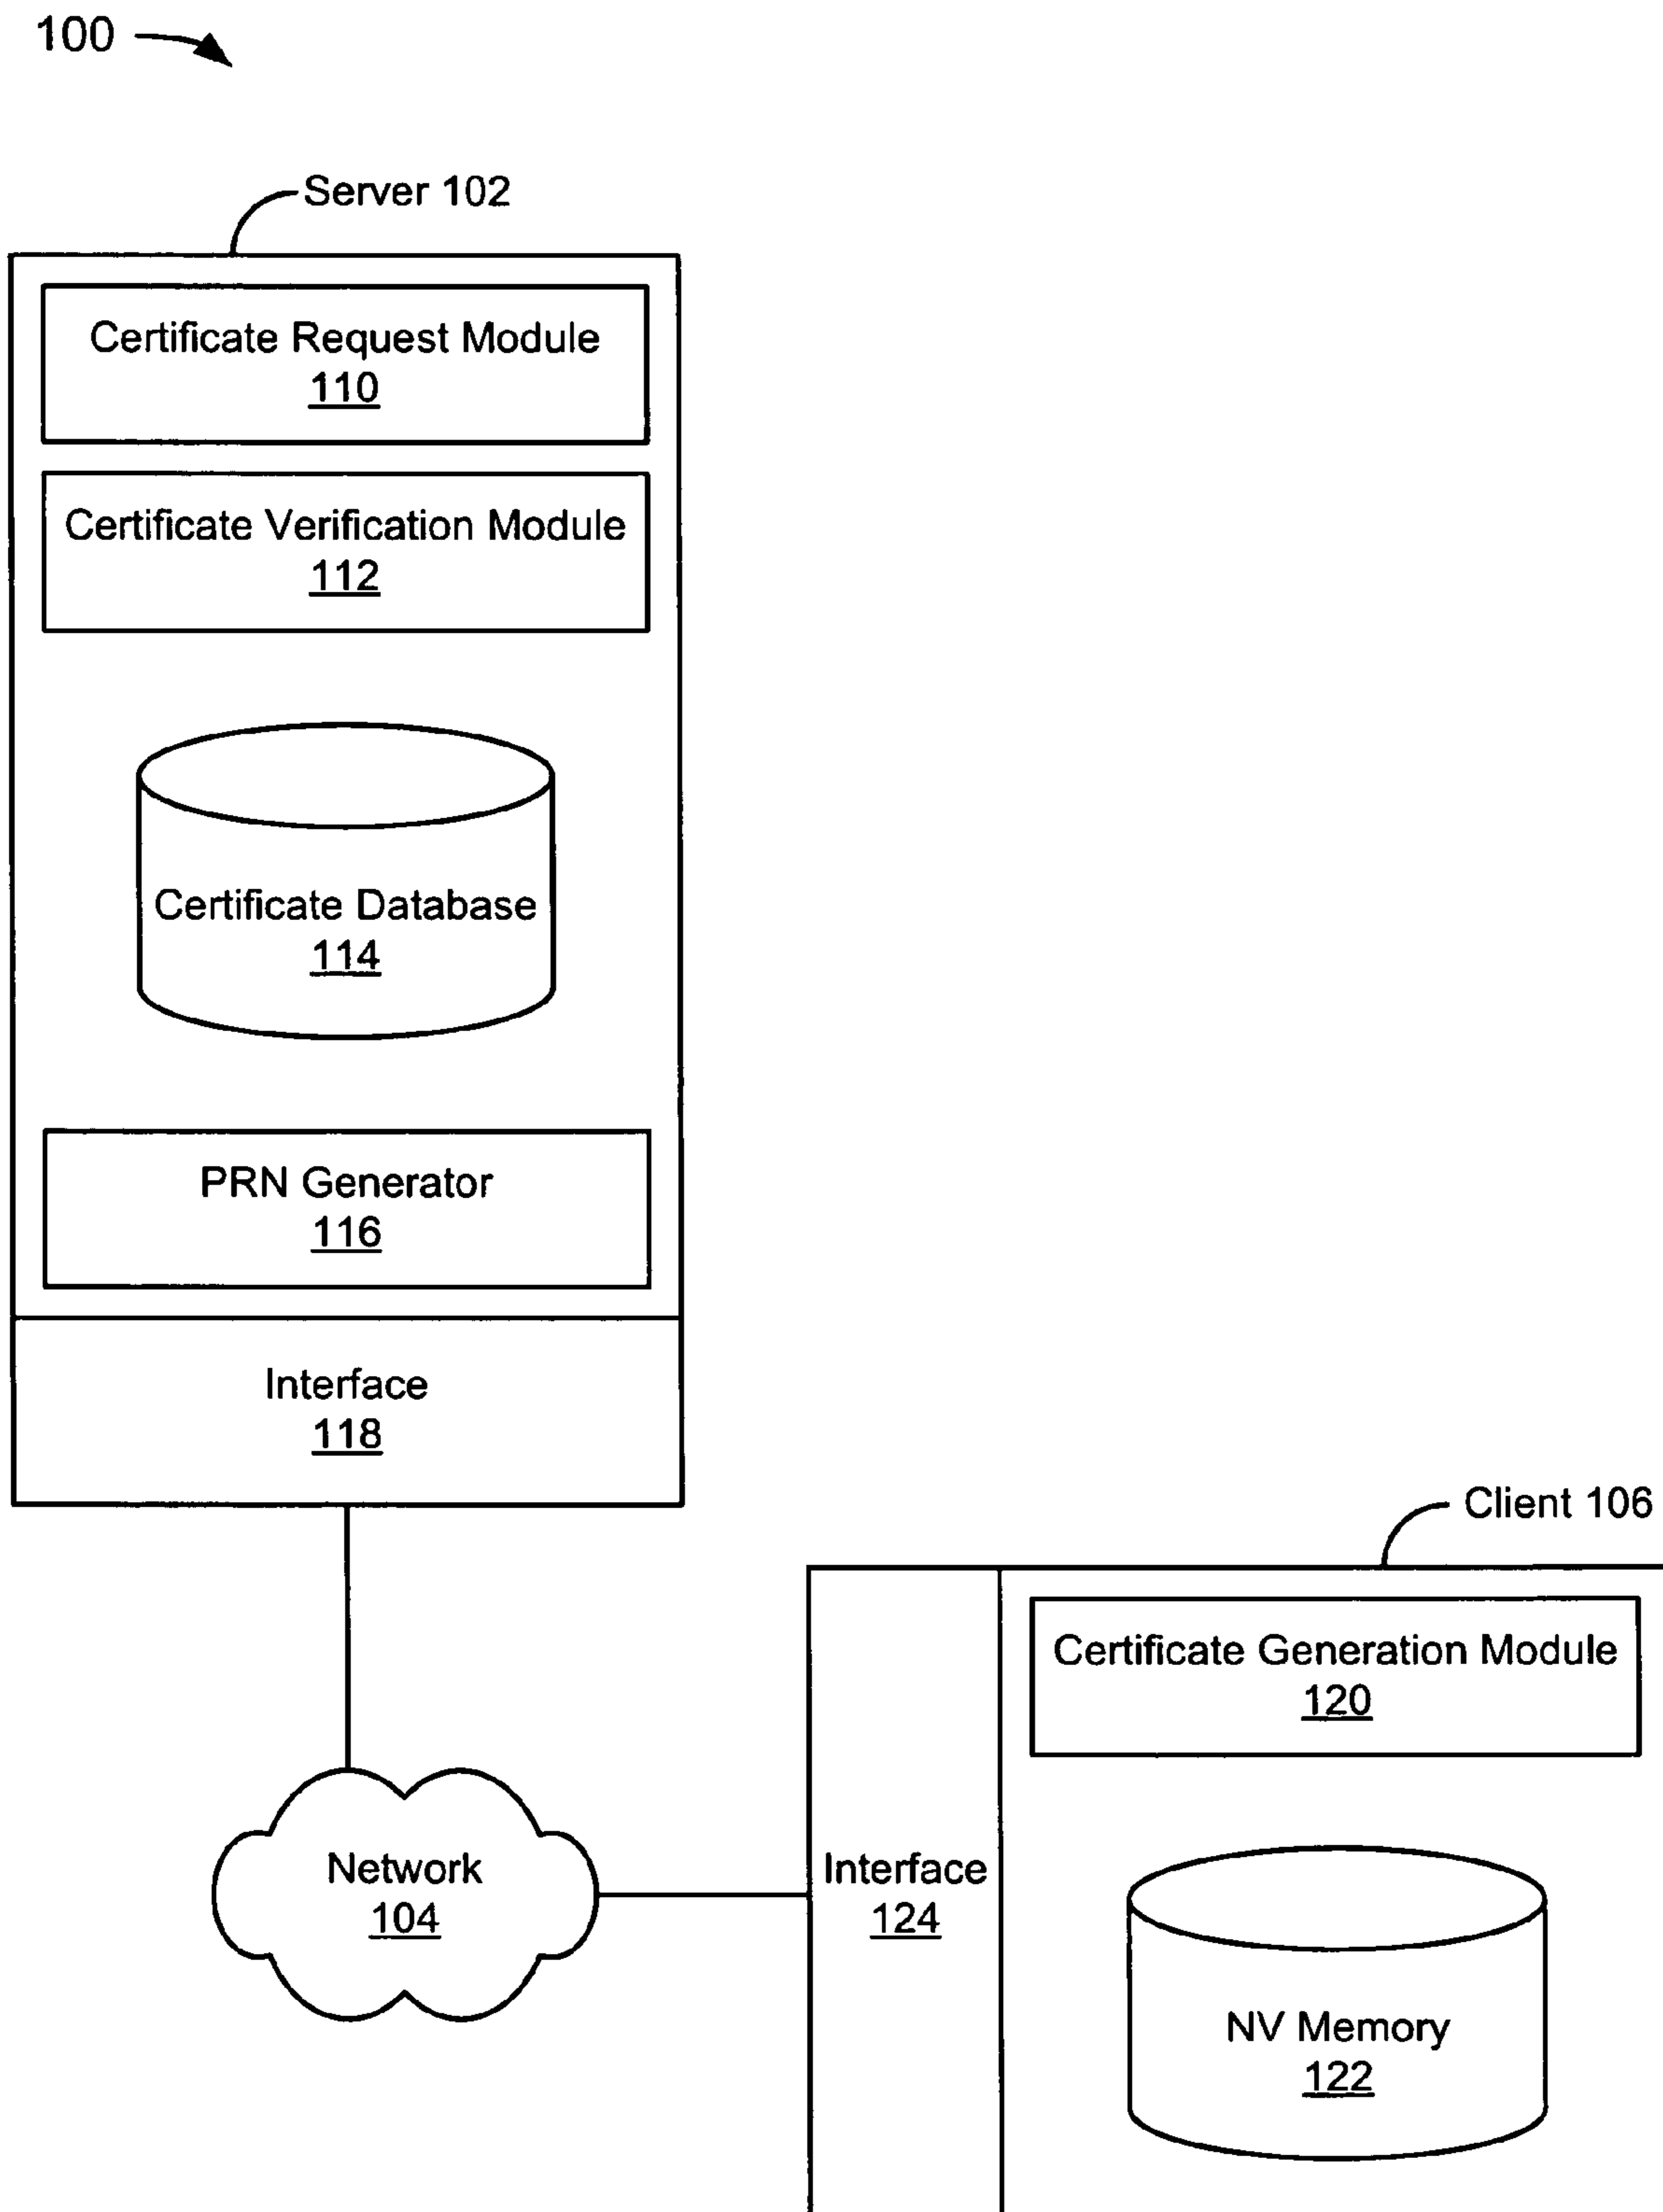 100
Server 102
Certificate Request Module
110
Certificate Verification Module
112
Certificate Database
114
PRN Generator
116
Interface
118
Client 106
Certificate Generation Module
120
Network
104
Interface
124
NV Memory
122